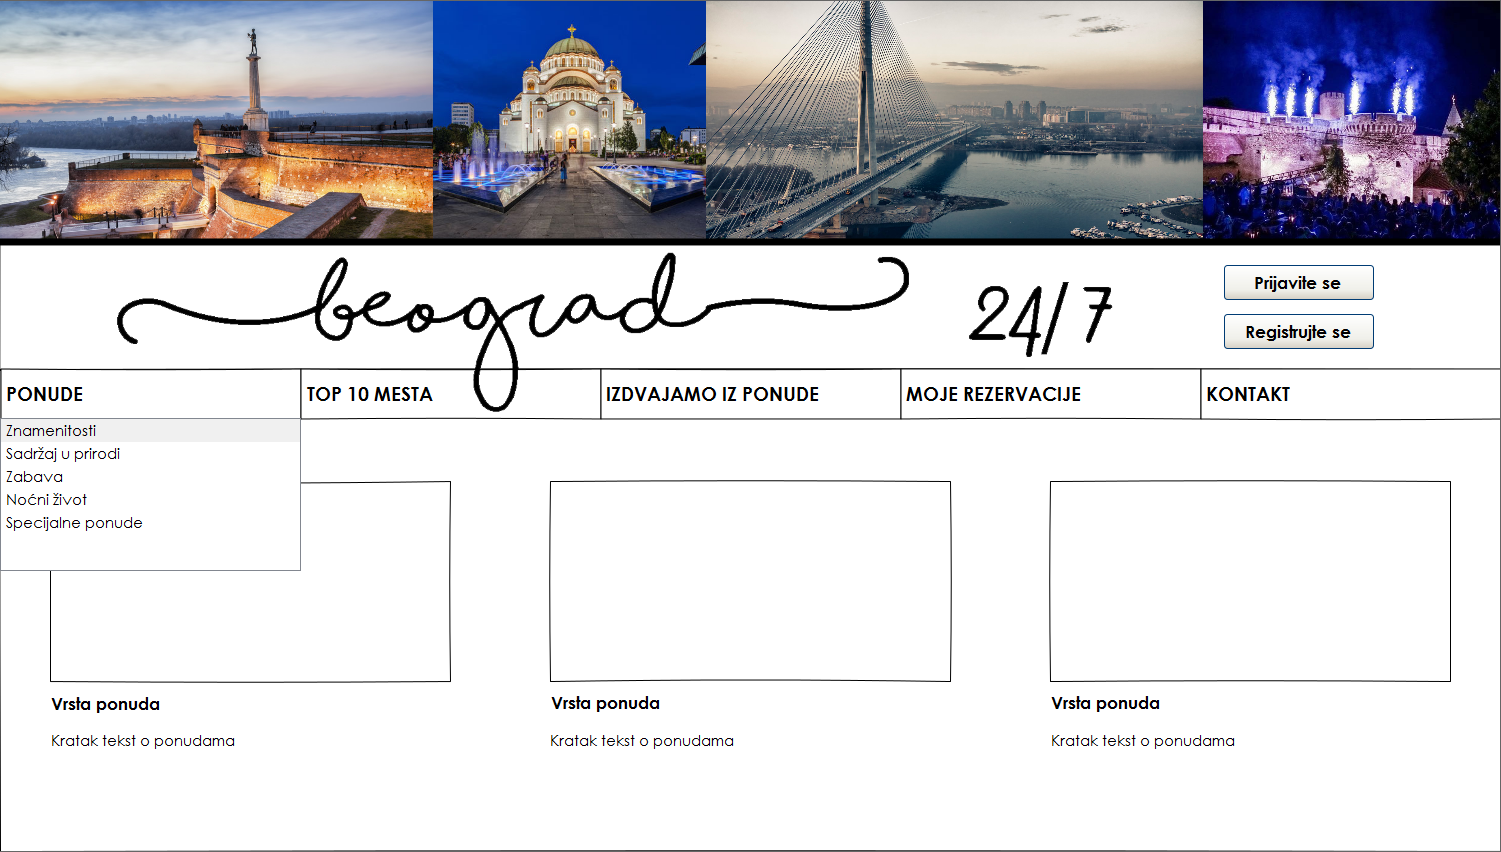 beograd 24/7
Prijavite se
Registrujte se
PONUDE
TOP 10 MESTA
IZDVAJAMO IZ PONUDE
MOJE REZERVACIJE
KONTAKT
Znamenitosti
Sadržaj u prirodi
Zabava
Noćni život
Specijalne ponude
Vrsta ponuda
Kratak tekst o ponudama
Vrsta ponuda
Kratak tekst o ponudama
Vrsta ponuda
Kratak tekst o ponudama